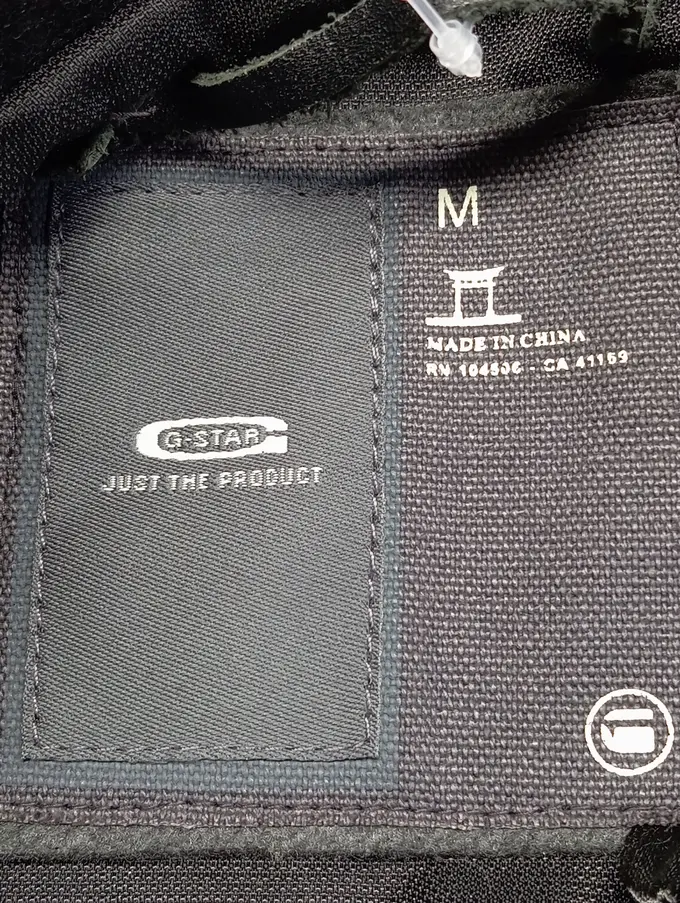 G-STAR
JUST THE PRODUCT
M
MADE IN CHINA
RN 104506 - CA 41159